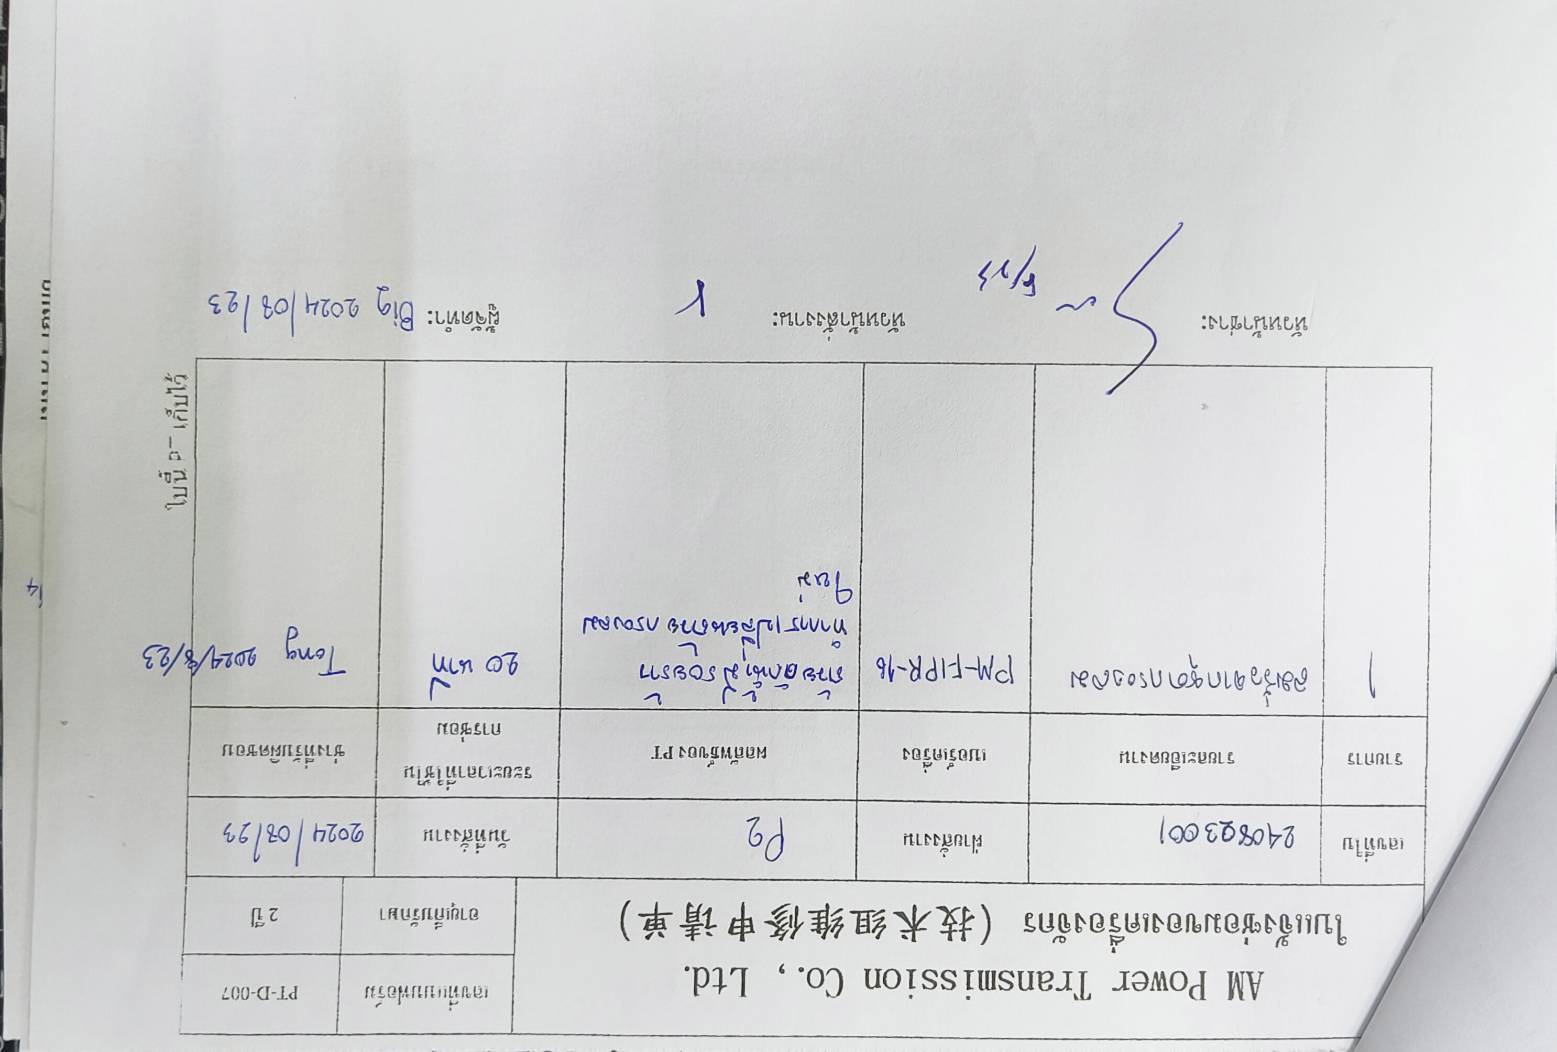 AM Power Transmission Co., Ltd.
ใบแจ้งซ่อมของเครื่องจักร (技术组维修申请单)
เลขที่แบบฟอร์ม PT-D-007
อายุเก็บรักษา 2 ปี
เลขที่ใบ 240823001 ฝ่ายสั่งงาน P2 วันที่สั่งงาน 2024/08/23
รายการ รายละเอียดงาน เบอร์เครื่อง ผลลัพธ์ของ PT ระยะเวลาที่ใช้ใน
การซ่อม
ช่างที่รับผิดชอบ
1 ลมรั่วจากชุดกรองลม PM-FIPR-16 ถ้วยดักน้ำมีรอยร้าว 20 นาที Tong 2024/8/23
ทำการเปลี่ยนถ้วยกรองลม
ใหม่
หัวหน้าช่าง: หัวหน้าสั่งงาน: ผู้จัดทำ: Big 2024/08/23